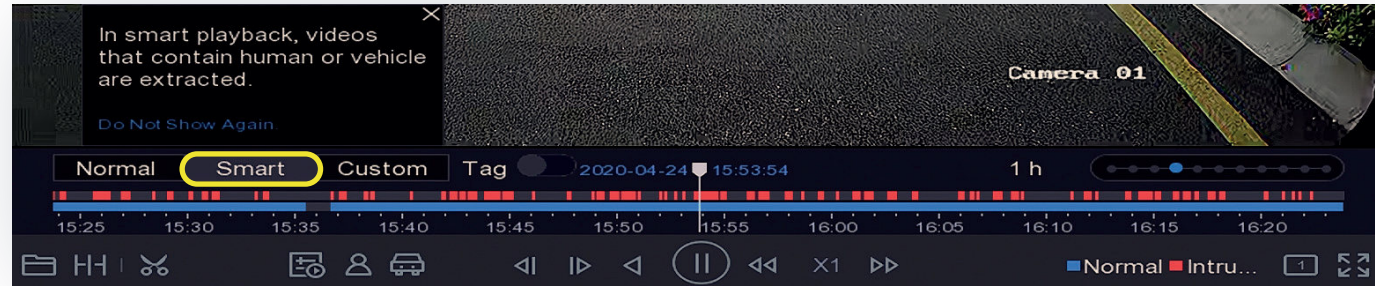 In smart playback, videos
that contain human or vehicle
are extracted.
Do Not Show Again.
Camera 01
Normal Smart Custom Tag 2020-04-24 15:53:54 1 h
15:25 15:30 15:35 15:40 15:45 15:50 15:55 16:00 16:05 16:10 16:15 16:20
X1 Normal Intru... 1